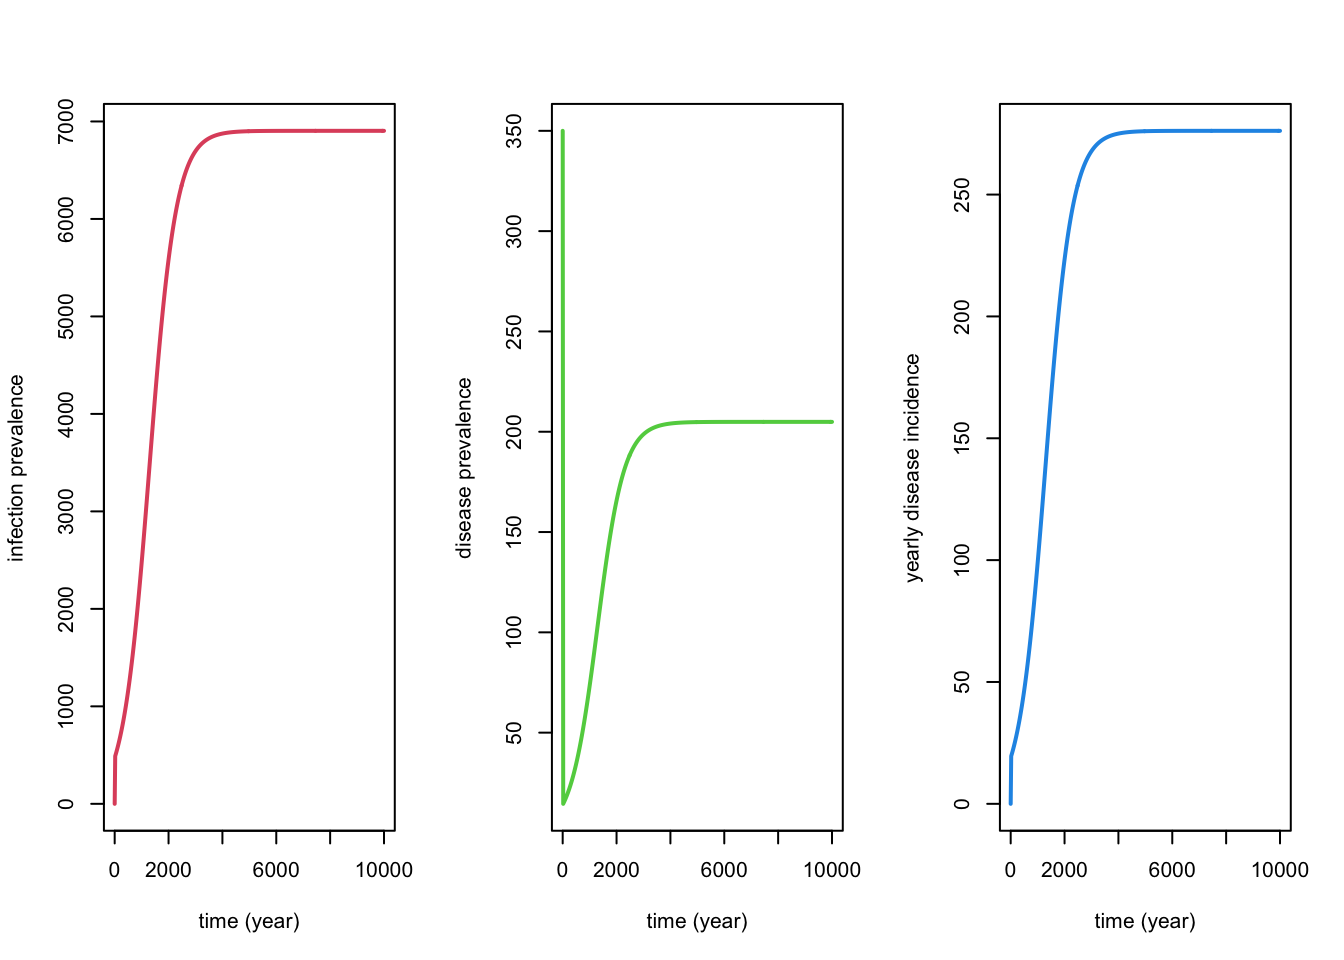 infection prevalence
0
1000
2000
3000
4000
5000
6000
7000
0 2000 6000 10000
time (year)
disease prevalence
50
100
150
200
250
300
350
0 2000 6000 10000
time (year)
yearly disease incidence
0
50
100
150
200
250
0 2000 6000 10000
time (year)